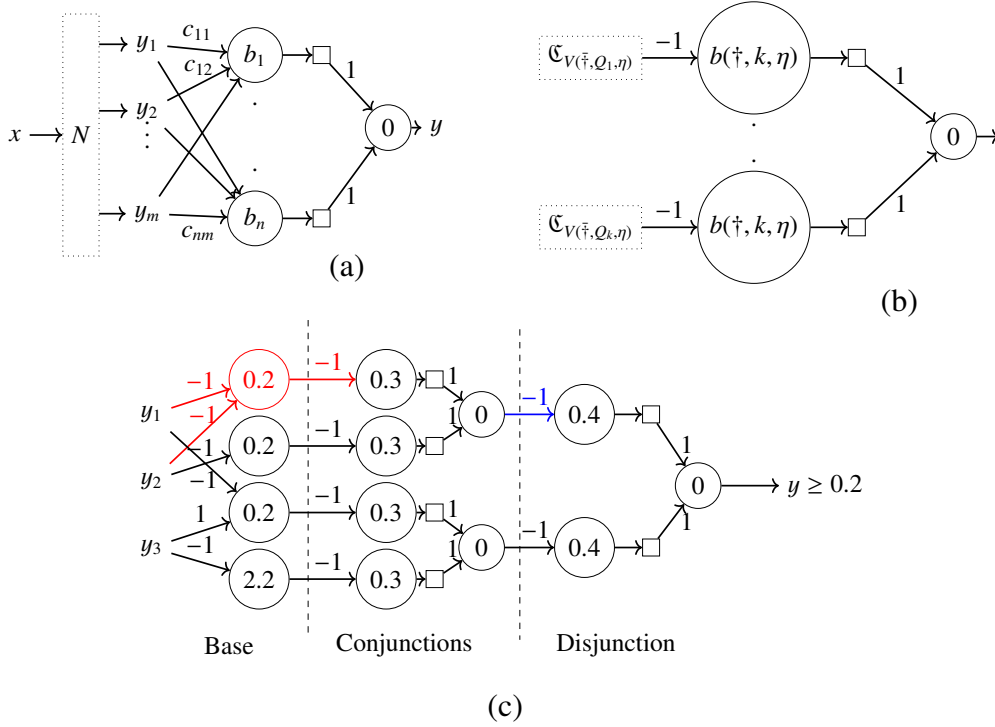 x
N
y₁
y₂
⋮
yₘ
c₁₁
c₁₂
cₙₘ
b₁
.
.
bₙ
1
1
0
y
(a)
ℭ_{V(‡̄,Q₁,η)}
−1
b(†, k, η)
1
.
.
0
ℭ_{V(‡̄,Q_k,η)}
−1
b(†, k, η)
1
(b)
y₁
y₂
y₃
−1
−1
−1
−1
1
−1
0.2
0.2
0.2
2.2
−1
−1
−1
−1
0.3
0.3
0.3
0.3
1
1
1
1
0
0
−1
−1
0.4
0.4
1
1
0
y ≥ 0.2
Base
Conjunctions
Disjunction
(c)